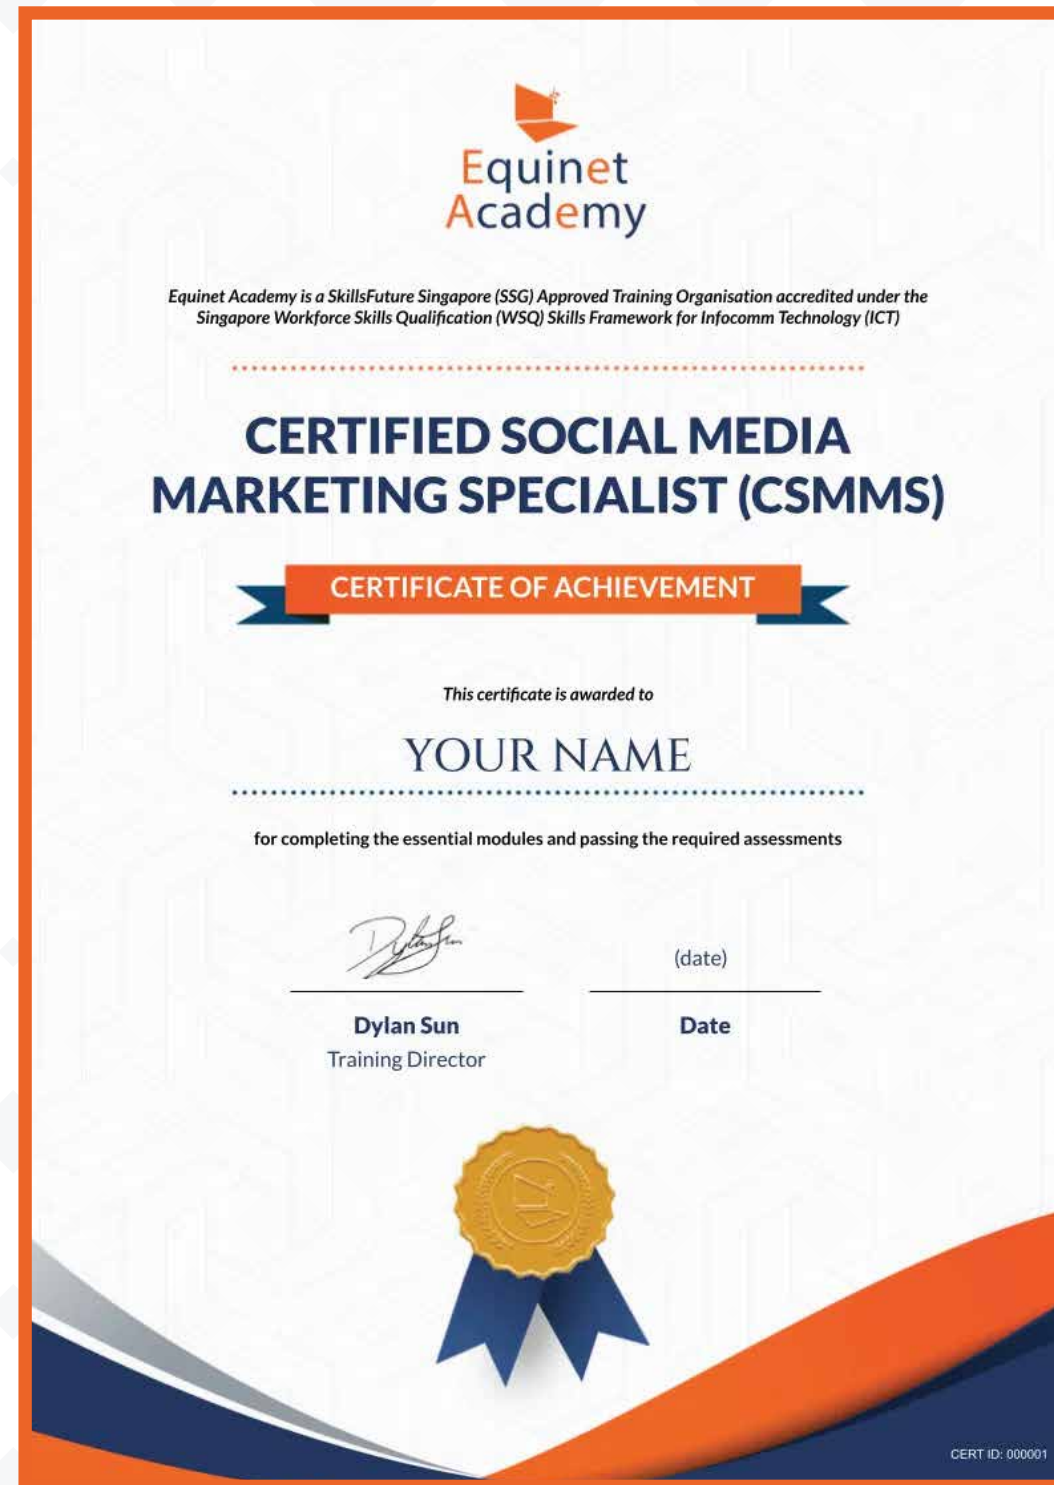 Equinet
Academy
Equinet Academy is a SkillsFuture Singapore (SSG) Approved Training Organisation accredited under the
Singapore Workforce Skills Qualification (WSQ) Skills Framework for Infocomm Technology (ICT)
CERTIFIED SOCIAL MEDIA
MARKETING SPECIALIST (CSMMS)
CERTIFICATE OF ACHIEVEMENT
This certificate is awarded to
YOUR NAME
for completing the essential modules and passing the required assessments
Dylan Sun
(date)
Dylan Sun
Date
Training Director
CERT ID: 000001